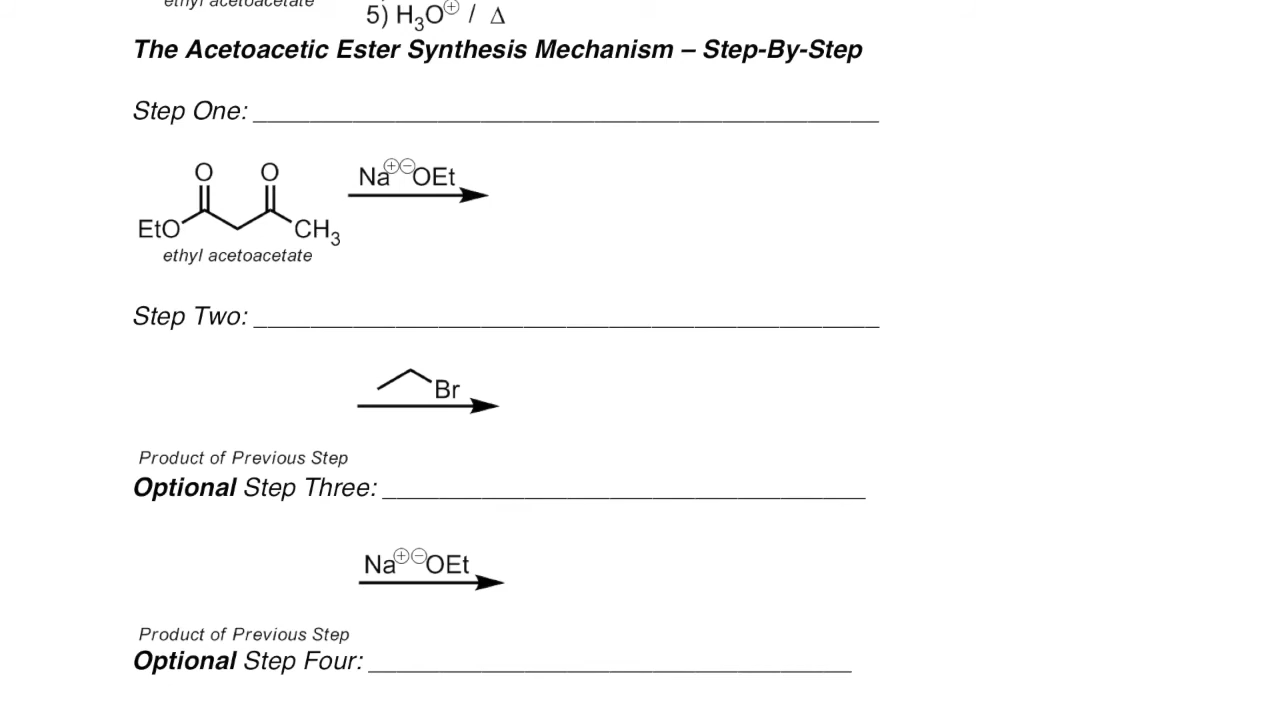 ethyl acetoacetate
5) H₃O⊕ / Δ
The Acetoacetic Ester Synthesis Mechanism – Step-By-Step
Step One: ____________________________________________
O O
Na⊕⊖OEt
EtO CH₃
ethyl acetoacetate
Step Two: ____________________________________________
Br
Product of Previous Step
Optional Step Three: __________________________________
Na⊕⊖OEt
Product of Previous Step
Optional Step Four: __________________________________